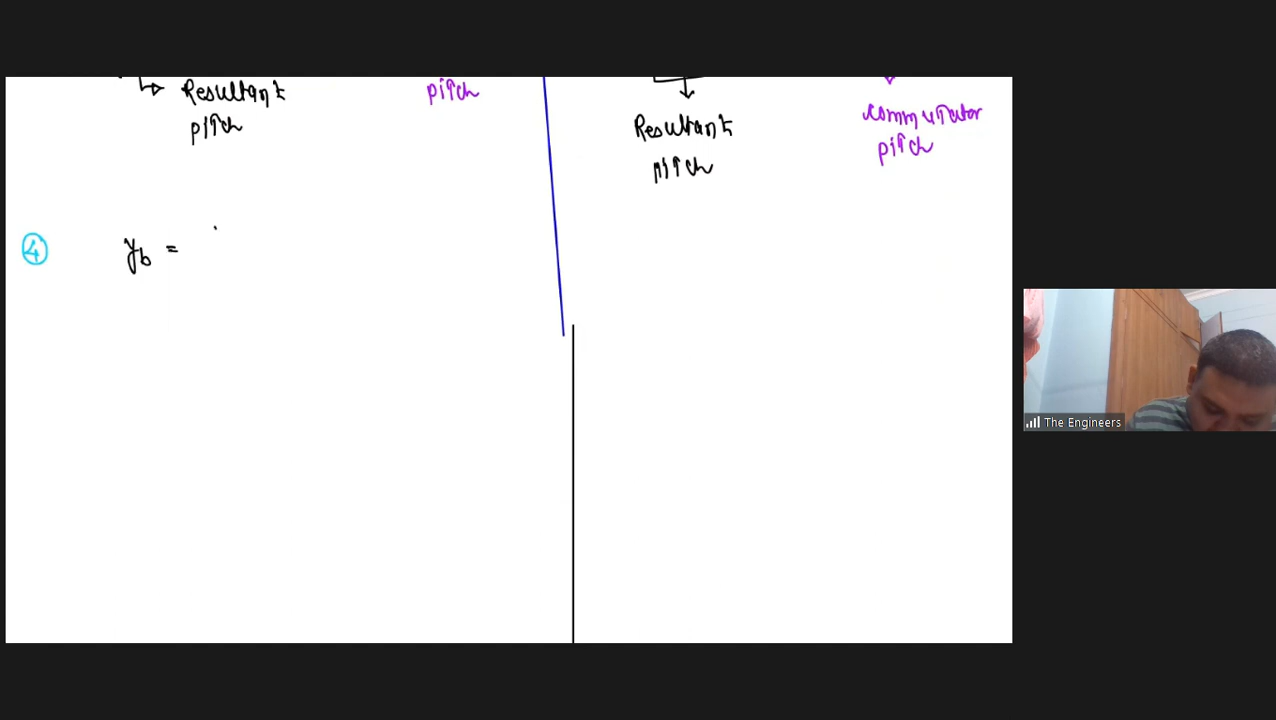 Resultant
pitch
pitch
Resultant
pitch
commutator
pitch
4 yb =
The Engineers